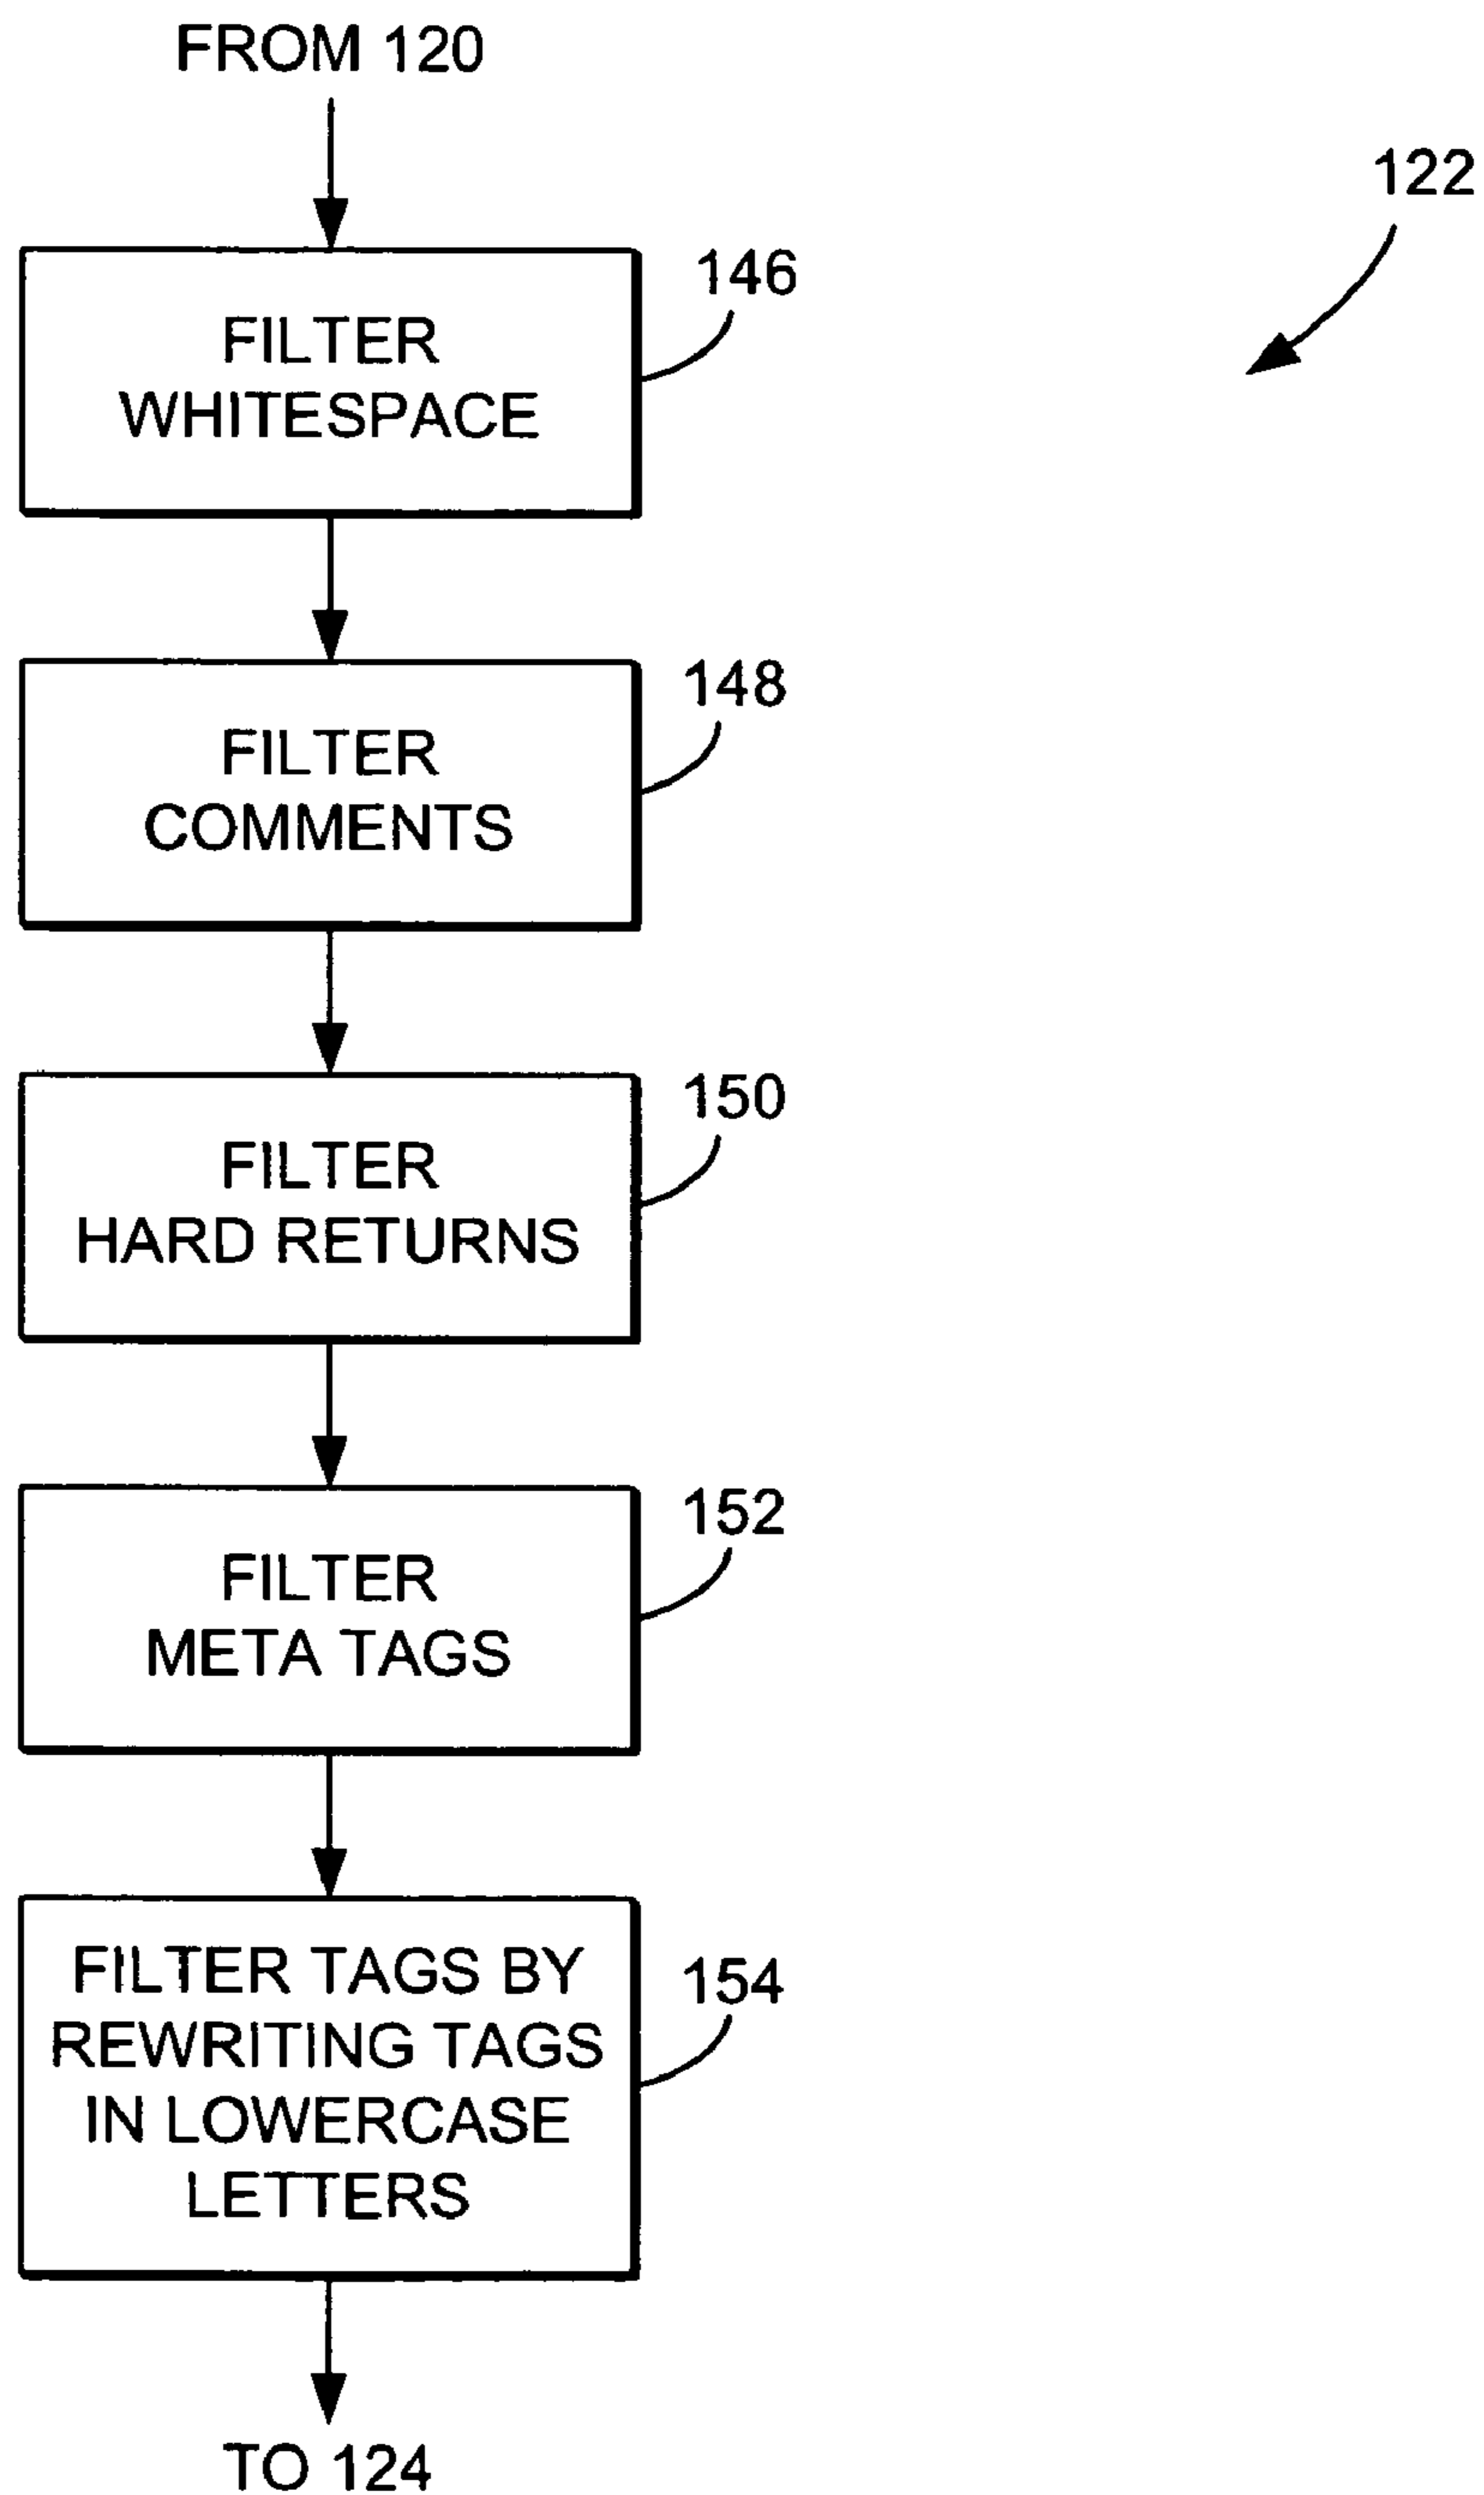 FROM 120
122
146
FILTER
WHITESPACE
148
FILTER
COMMENTS
150
FILTER
HARD RETURNS
152
FILTER
META TAGS
154
FILTER TAGS BY
REWRITING TAGS
IN LOWERCASE
LETTERS
TO 124